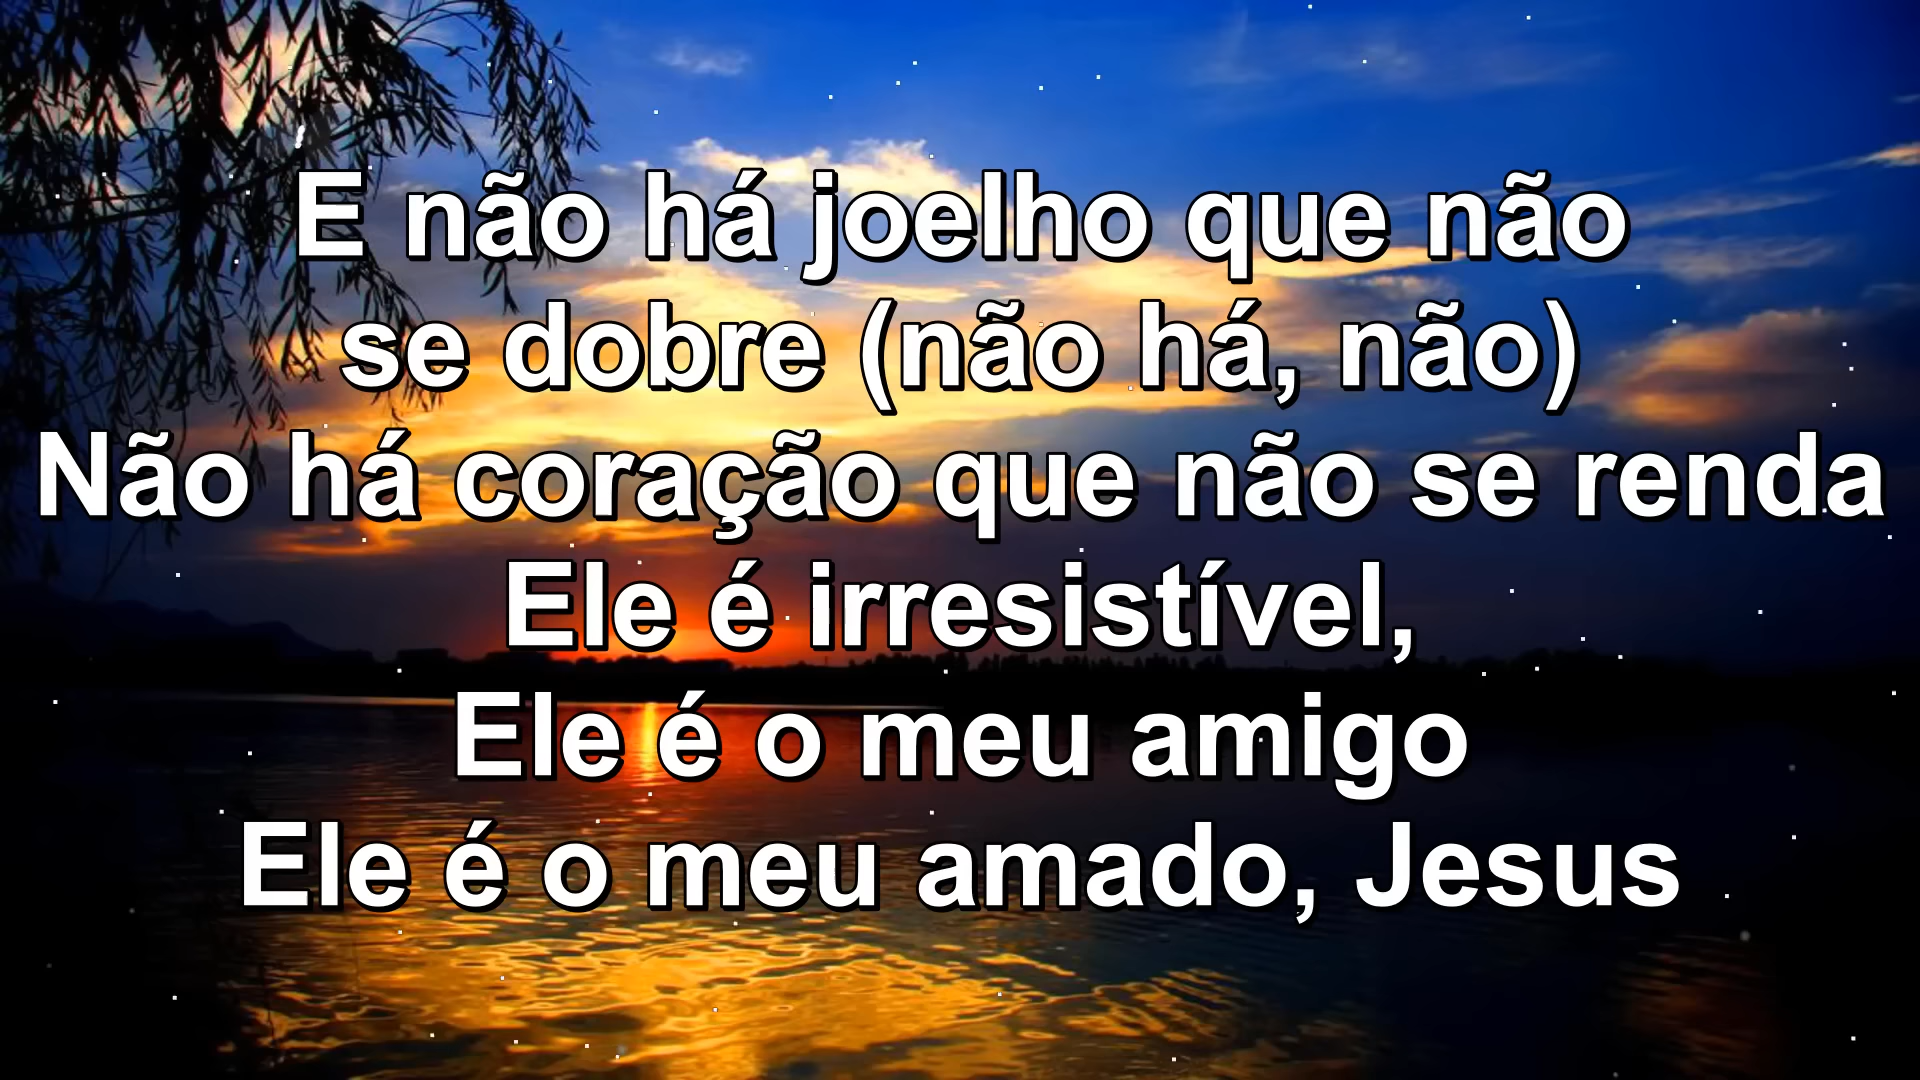 E não há joelho que não
se dobre (não há, não)
Não há coração que não se renda
Ele é irresistível,
Ele é o meu amigo
Ele é o meu amado, Jesus